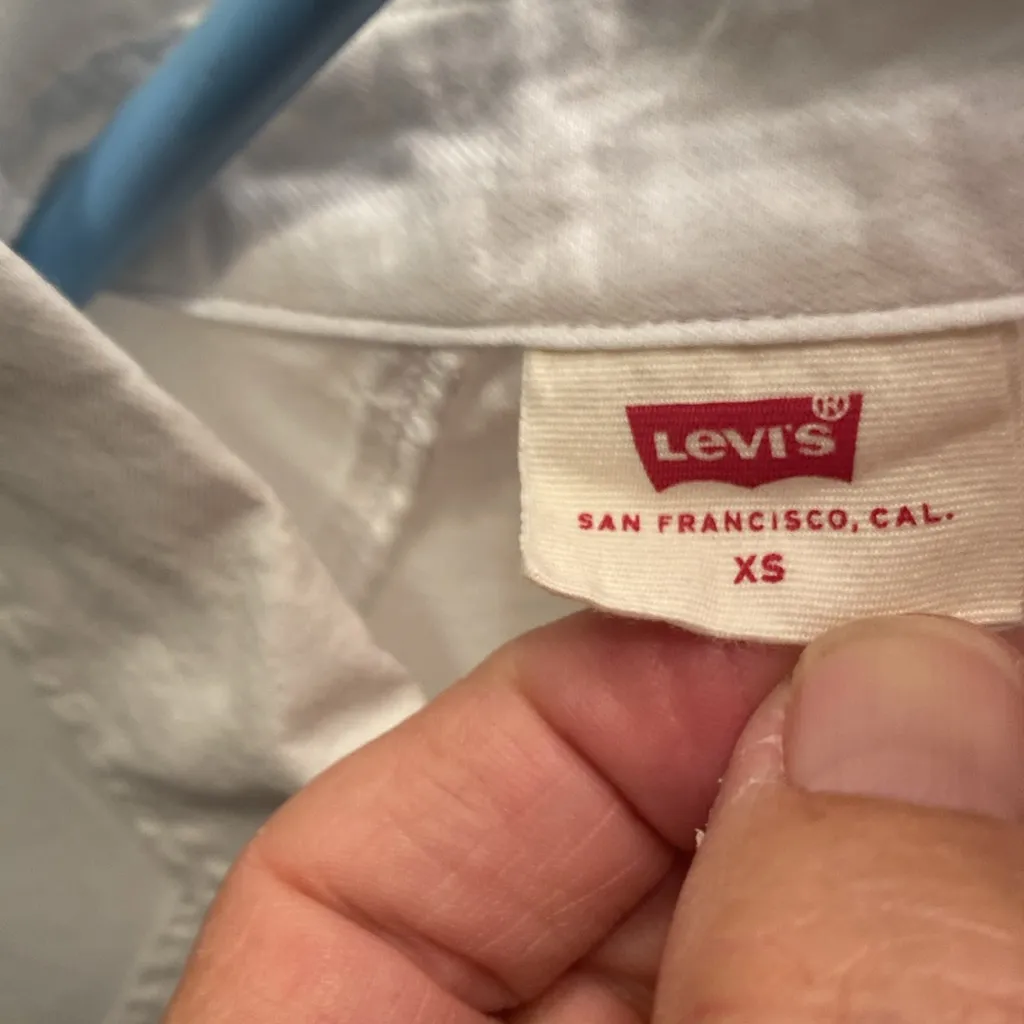 LEVI'S®
SAN FRANCISCO, CAL.
XS